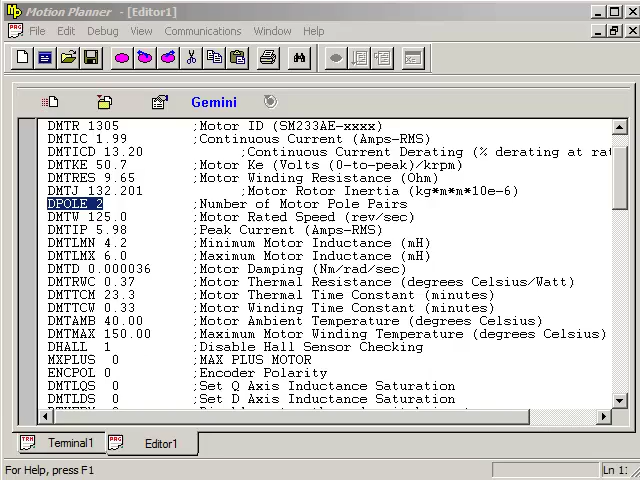 Motion Planner - [Editor1]
File Edit Debug View Communications Window Help
Gemini
DMTR 1305 ;Motor ID (SM233AE-xxxx)
DMTIC 1.99 ;Continuous Current (Amps-RMS)
DMTICD 13.20 ;Continuous Current Derating (% derating at rat
DMTKE 50.7 ;Motor Ke (Volts (0-to-peak)/krpm)
DMTRES 9.65 ;Motor Winding Resistance (Ohm)
DMTJ 132.201 ;Motor Rotor Inertia (kg*m*m*10e-6)
DPOLE 2 ;Number of Motor Pole Pairs
DMTW 125.0 ;Motor Rated Speed (rev/sec)
DMTIP 5.98 ;Peak Current (Amps-RMS)
DMTLMN 4.2 ;Minimum Motor Inductance (mH)
DMTLMX 6.0 ;Maximum Motor Inductance (mH)
DMTD 0.000036 ;Motor Damping (Nm/rad/sec)
DMTRWC 0.37 ;Motor Thermal Resistance (degrees Celsius/Watt)
DMTTCM 23.3 ;Motor Thermal Time Constant (minutes)
DMTTCW 0.33 ;Motor Winding Time Constant (minutes)
DMTAMB 40.00 ;Motor Ambient Temperature (degrees Celsius)
DMTMAX 150.00 ;Maximum Motor Winding Temperature (degrees Celsius)
DHALL 1 ;Disable Hall Sensor Checking
MXPLUS 0 ;MAX PLUS MOTOR
ENCPOL 0 ;Encoder Polarity
DMTLQS 0 ;Set Q Axis Inductance Saturation
DMTLDS 0 ;Set D Axis Inductance Saturation
Terminal1 Editor1
For Help, press F1